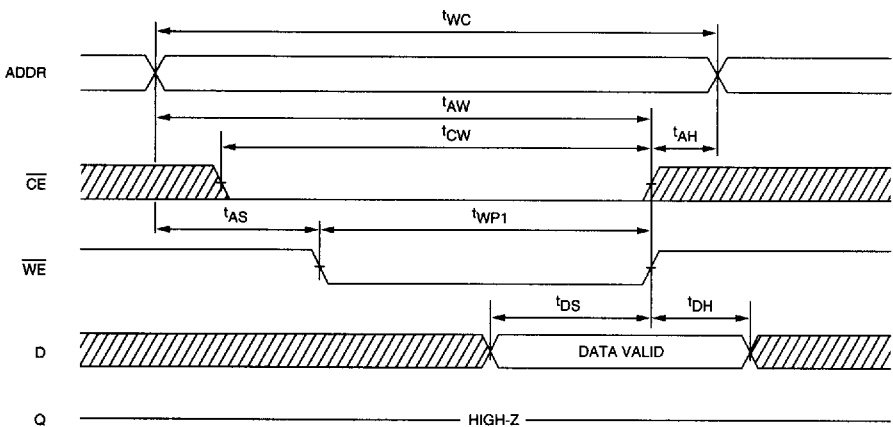 tWC
ADDR
tAW
tCW
tAH
CE
tAS
tWP1
WE
tDS
tDH
D
DATA VALID
Q
HIGH-Z